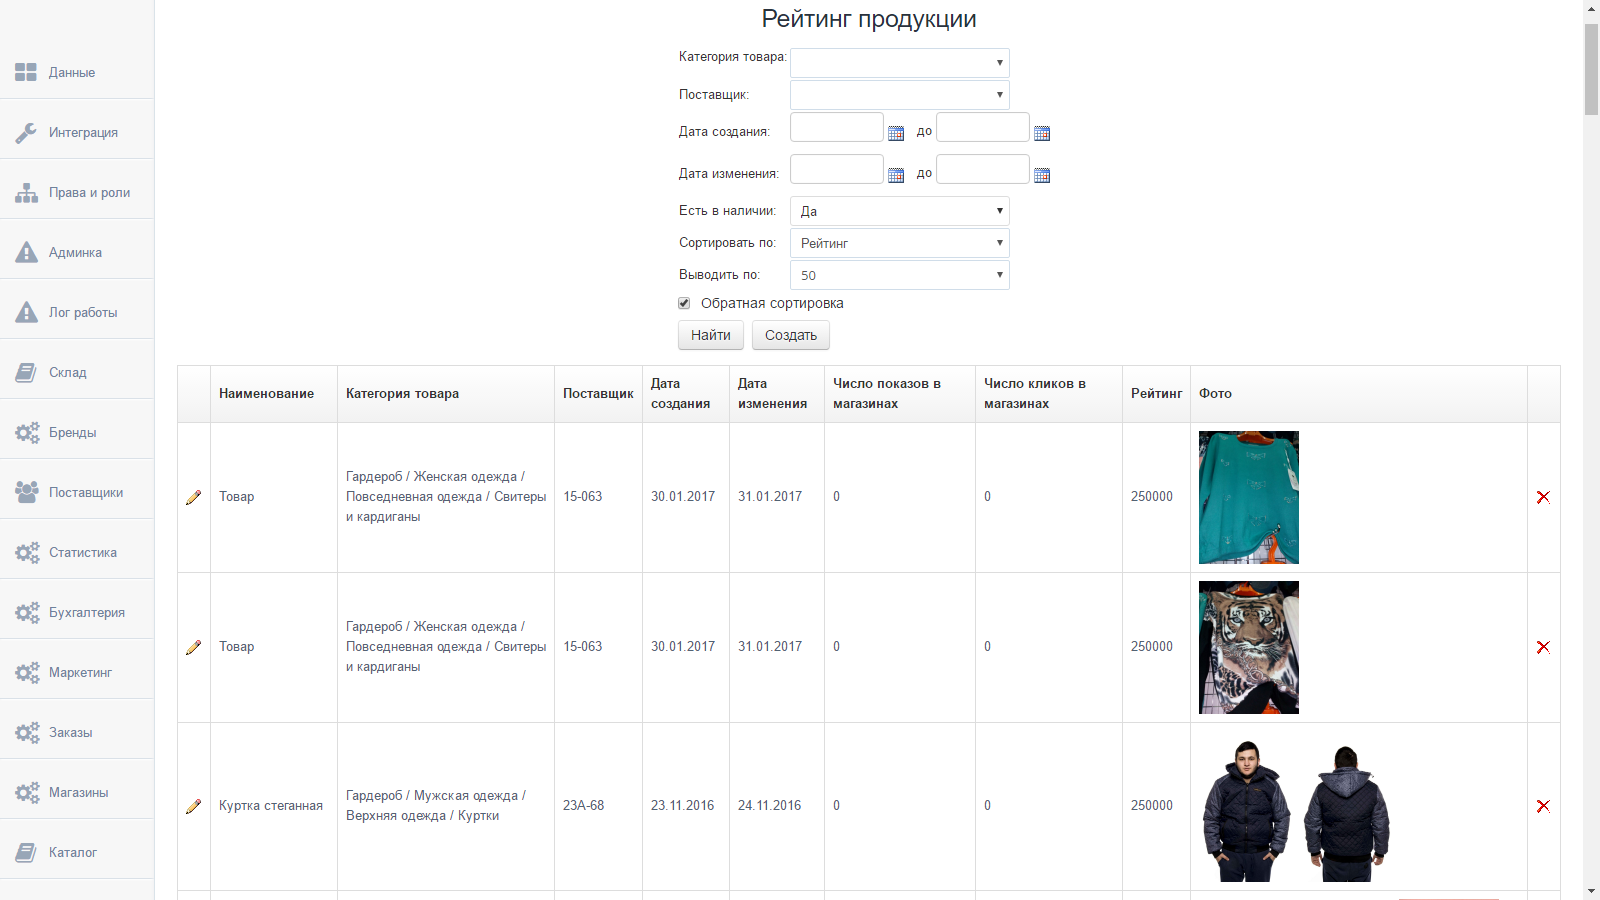 Данные
Интеграция
Права и роли
Админка
Лог работы
Склад
Бренды
Поставщики
Статистика
Бухгалтерия
Маркетинг
Заказы
Магазины
Каталог
Рейтинг продукции
Категория товара:
Поставщик:
Дата создания: до
Дата изменения: до
Есть в наличии: Да
Сортировать по: Рейтинг
Выводить по: 50
Обратная сортировка
Найти Создать
Наименование Категория товара Поставщик Дата создания Дата изменения Число показов в магазинах Число кликов в магазинах Рейтинг Фото
Товар Гардероб / Женская одежда / Повседневная одежда / Свитеры и кардиганы 15-063 30.01.2017 31.01.2017 0 0 250000
Товар Гардероб / Женская одежда / Повседневная одежда / Свитеры и кардиганы 15-063 30.01.2017 31.01.2017 0 0 250000
Куртка стеганная Гардероб / Мужская одежда / Верхняя одежда / Куртки 23А-68 23.11.2016 24.11.2016 0 0 250000